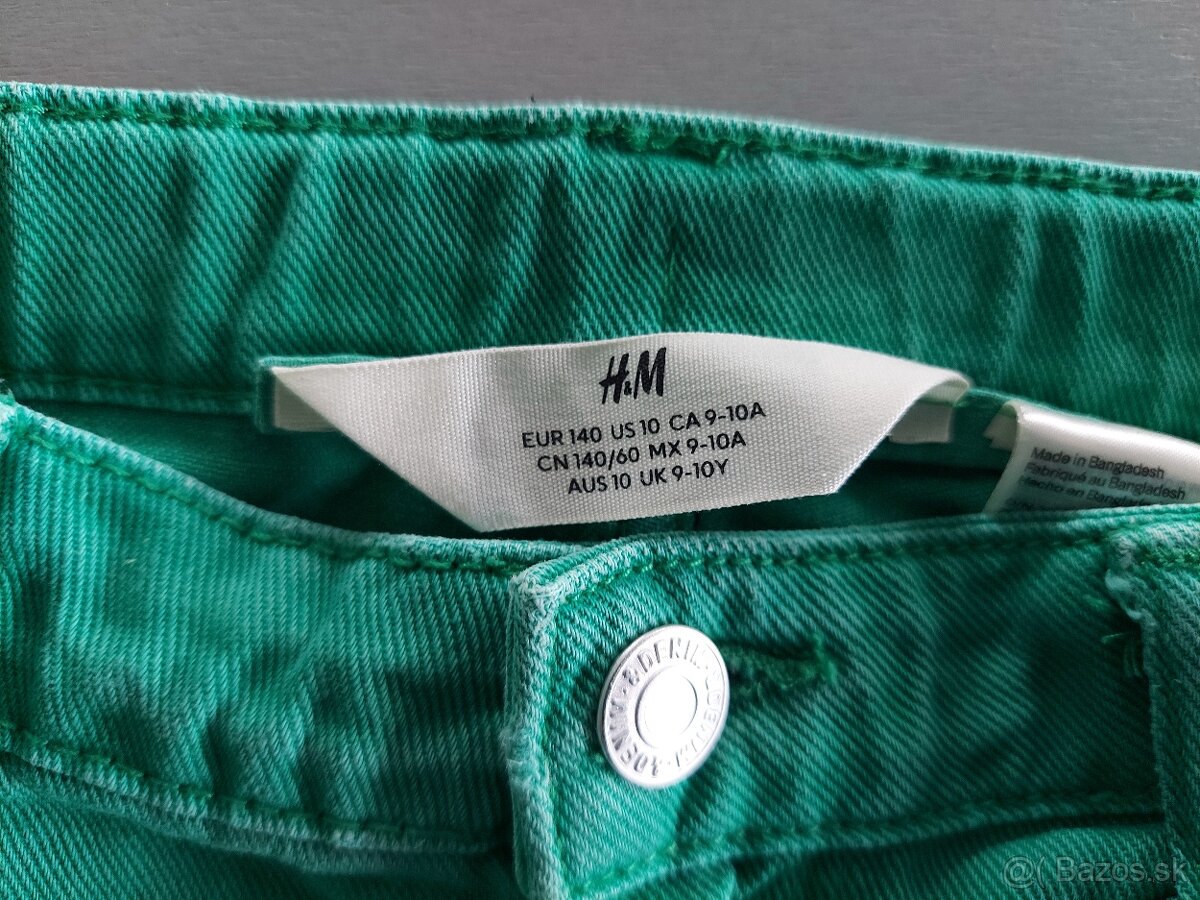 H&M
EUR 140 US 10 CA 9-10A
CN 140/60 MX 9-10A
AUS 10 UK 9-10Y
Made in Bangladesh
Fabriqué au Bangladesh
&DENIM
@( Bazos.sk